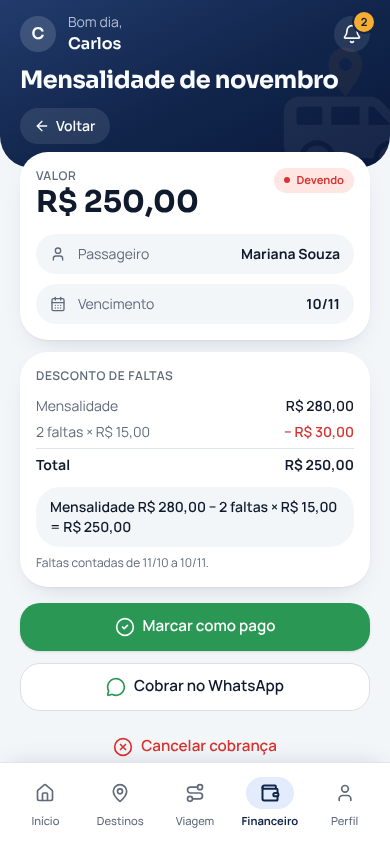 C
Bom dia,
Carlos
2
Mensalidade de novembro
Voltar
VALOR
Devendo
R$ 250,00
Passageiro
Mariana Souza
Vencimento
10/11
DESCONTO DE FALTAS
Mensalidade
R$ 280,00
2 faltas × R$ 15,00
− R$ 30,00
Total
R$ 250,00
Mensalidade R$ 280,00 − 2 faltas × R$ 15,00
= R$ 250,00
Faltas contadas de 11/10 a 10/11.
Marcar como pago
Cobrar no WhatsApp
Cancelar cobrança
Início
Destinos
Viagem
Financeiro
Perfil